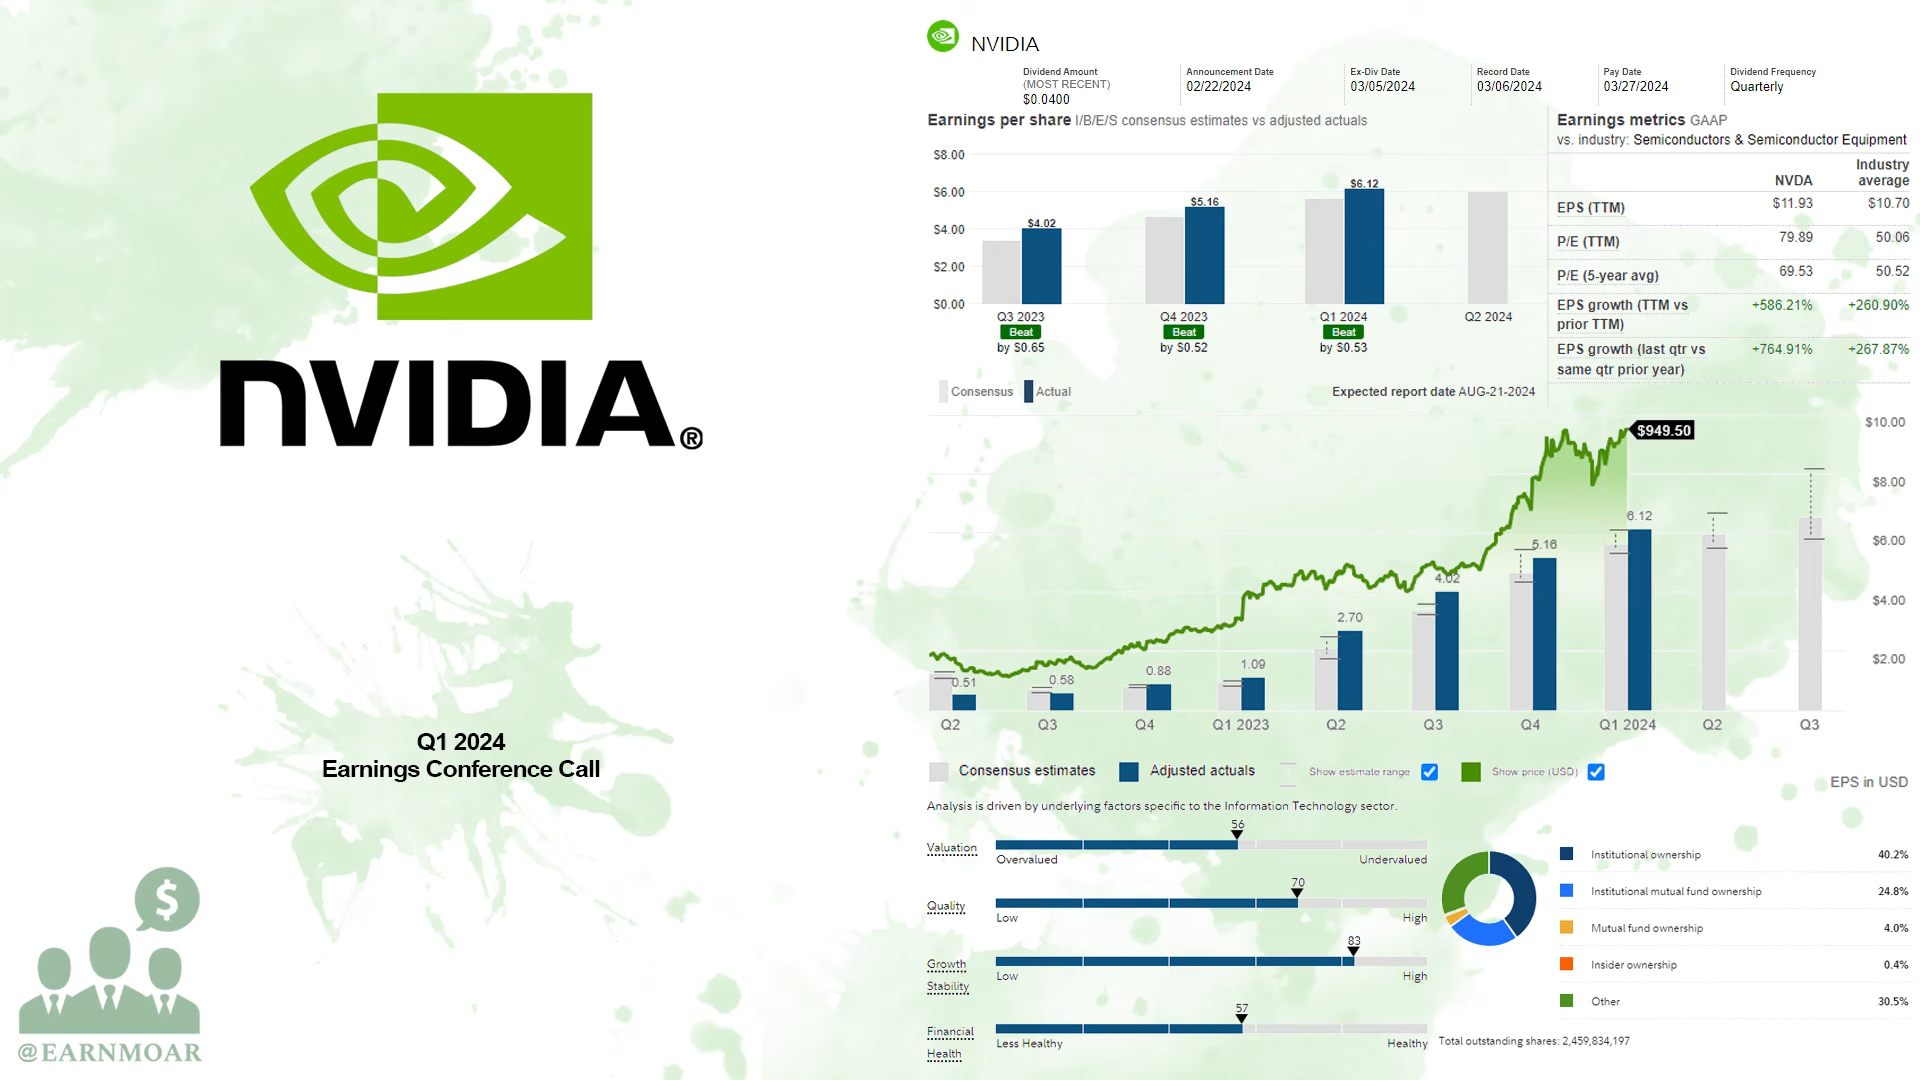 NVIDIA®
Q1 2024
Earnings Conference Call
$
@EARNMOAR
NVIDIA
Dividend Amount
(MOST RECENT)
$0.0400
Announcement Date
02/22/2024
Ex-Div Date
03/05/2024
Record Date
03/06/2024
Pay Date
03/27/2024
Dividend Frequency
Quarterly
Earnings per share I/B/E/S consensus estimates vs adjusted actuals
$8.00
$6.00
$4.00
$2.00
$0.00
$4.02
$5.16
$6.12
Q3 2023
Beat
by $0.65
Q4 2023
Beat
by $0.52
Q1 2024
Beat
by $0.53
Q2 2024
Consensus
Actual
Expected report date AUG-21-2024
Earnings metrics GAAP
vs. industry: Semiconductors & Semiconductor Equipment
NVDA
Industry
average
EPS (TTM) $11.93 $10.70
P/E (TTM) 79.89 50.06
P/E (5-year avg) 69.53 50.52
EPS growth (TTM vs
prior TTM) +586.21% +260.90%
EPS growth (last qtr vs
same qtr prior year) +764.91% +267.87%
$949.50
$10.00
$8.00
$6.00
$4.00
$2.00
0.51
0.58
0.88
1.09
2.70
4.02
5.16
6.12
Q2 Q3 Q4 Q1 2023 Q2 Q3 Q4 Q1 2024 Q2 Q3
Consensus estimates
Adjusted actuals
Show estimate range
Show price (USD)
EPS in USD
Analysis is driven by underlying factors specific to the Information Technology sector.
Valuation
56
Overvalued
Undervalued
Quality
70
Low
High
Growth
Stability
83
Low
High
Financial
Health
57
Less Healthy
Healthy
Institutional ownership 40.2%
Institutional mutual fund ownership 24.8%
Mutual fund ownership 4.0%
Insider ownership 0.4%
Other 30.5%
Total outstanding shares: 2,459,834,197